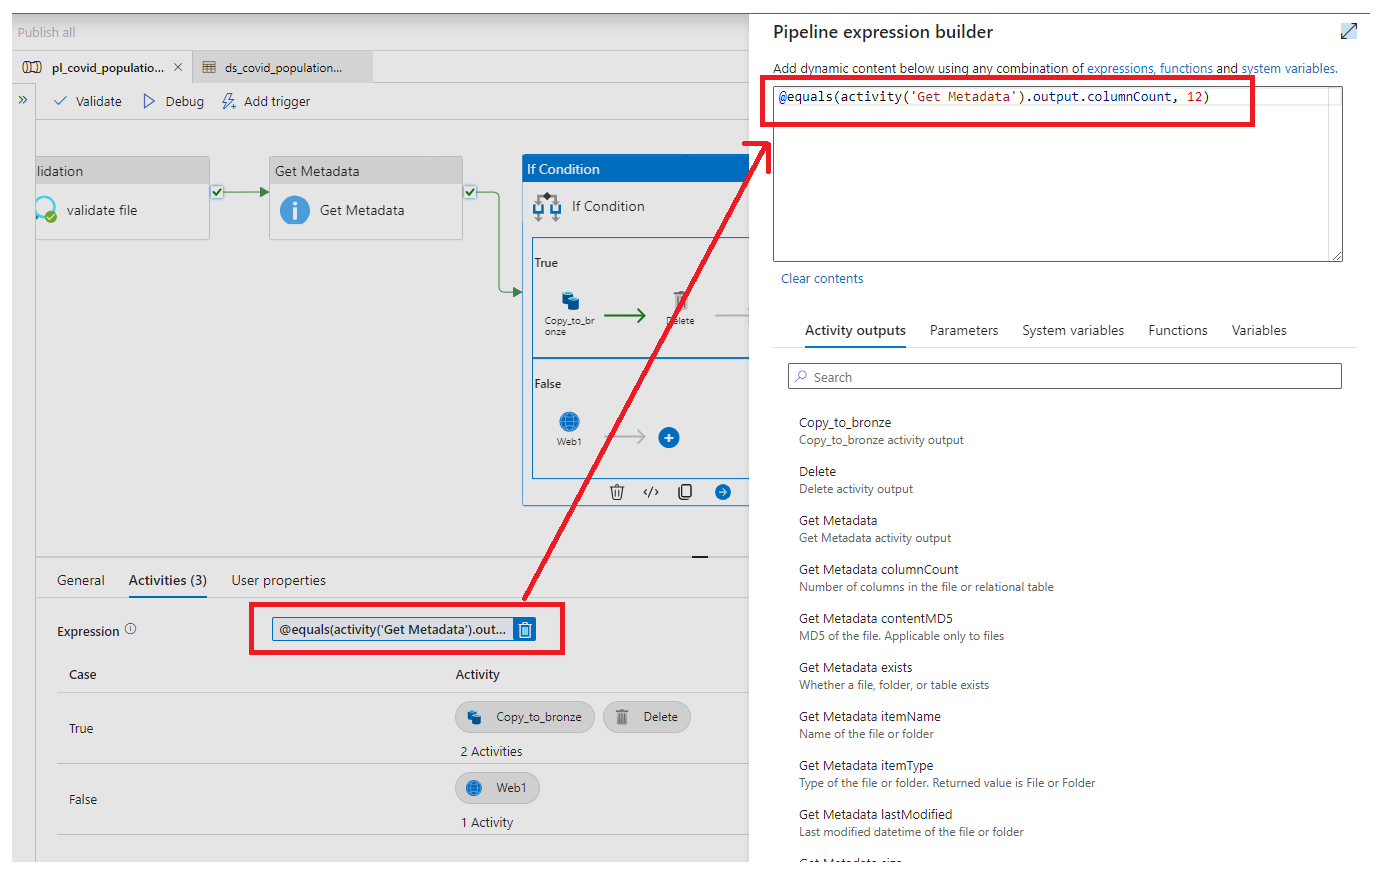 Publish all
pl_covid_populatio...
ds_covid_population...
Validate
Debug
Add trigger
lidation
validate file
Get Metadata
Get Metadata
If Condition
If Condition
True
Copy_to_br
onze
Delete
False
Web1
General
Activities (3)
User properties
Expression
@equals(activity('Get Metadata').out...
Case
Activity
True
Copy_to_bronze
Delete
2 Activities
False
Web1
1 Activity
Pipeline expression builder
Add dynamic content below using any combination of expressions, functions and system variables.
@equals(activity('Get Metadata').output.columnCount, 12)
Clear contents
Activity outputs
Parameters
System variables
Functions
Variables
Search
Copy_to_bronze
Copy_to_bronze activity output
Delete
Delete activity output
Get Metadata
Get Metadata activity output
Get Metadata columnCount
Number of columns in the file or relational table
Get Metadata contentMD5
MD5 of the file. Applicable only to files
Get Metadata exists
Whether a file, folder, or table exists
Get Metadata itemName
Name of the file or folder
Get Metadata itemType
Type of the file or folder. Returned value is File or Folder
Get Metadata lastModified
Last modified datetime of the file or folder
Get Metadata size